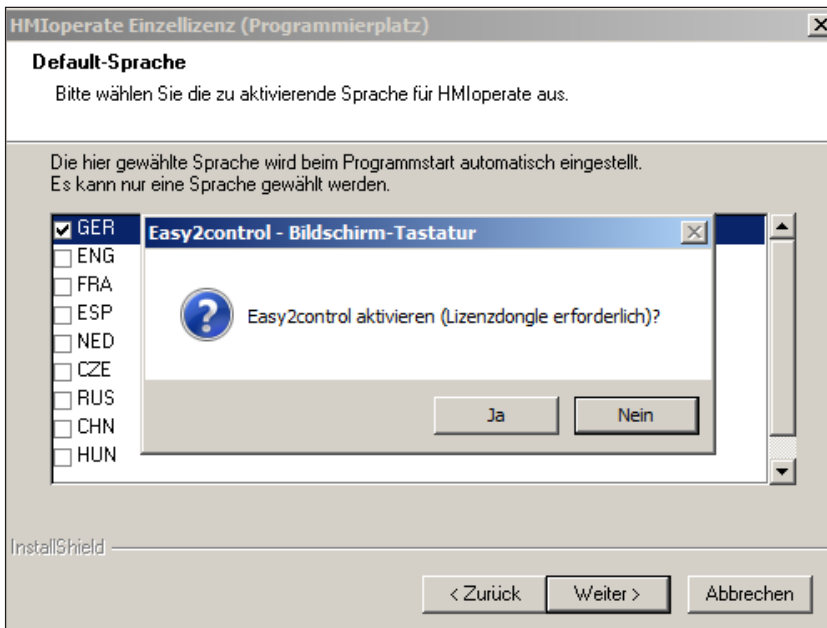 HMIoperate Einzellizenz (Programmierplatz)
Default-Sprache
Bitte wählen Sie die zu aktivierende Sprache für HMIoperate aus.
Die hier gewählte Sprache wird beim Programmstart automatisch eingestellt.
Es kann nur eine Sprache gewählt werden.
GER
ENG
FRA
ESP
NED
CZE
RUS
CHN
HUN
Easy2control - Bildschirm-Tastatur
Easy2control aktivieren (Lizenzdongle erforderlich)?
Ja
Nein
InstallShield
< Zurück
Weiter >
Abbrechen